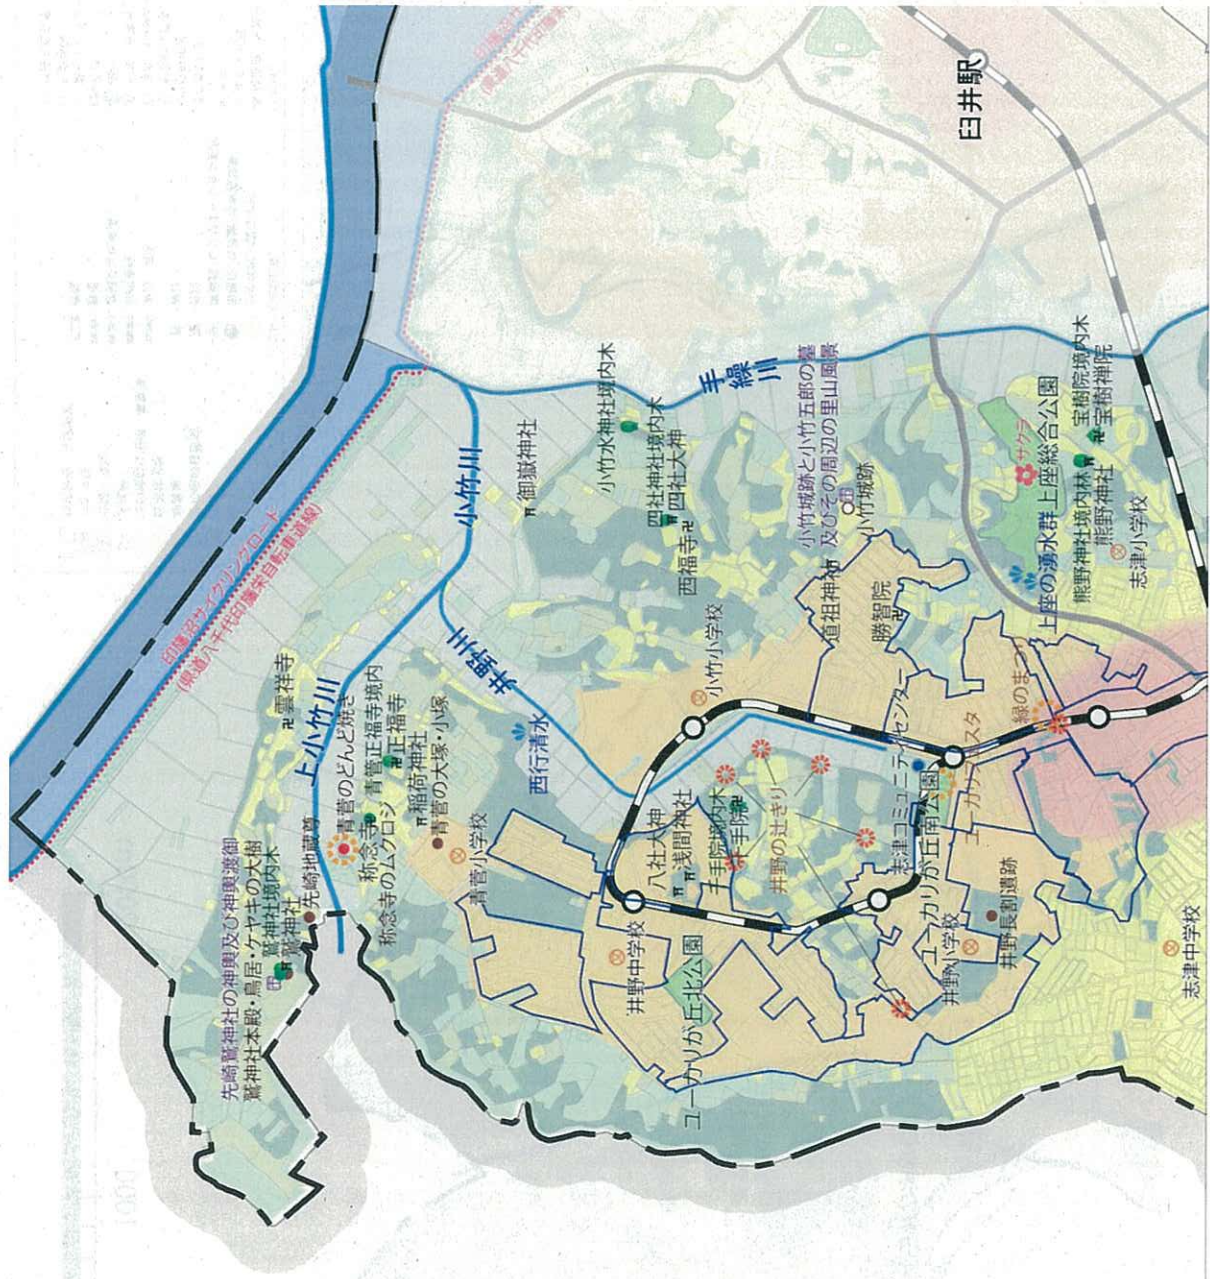 臼井駅
印旛沼サイクリングロード
(県道八千代印旛栄自転車道線)
手繰川
小竹川
井野川
上小竹川
小竹水神社境内木
御嶽神社
四社神社境内木
四社大神
西福寺
小竹城跡と小竹五郎の墓
及びその周辺の里山風景
小竹城跡
サクラ
上座の湧水群上座総合公園
宝樹院境内木
宝樹禅院
熊野神社境内林
熊野神社
志津小学校
道祖神社
勝智院
小竹小学校
西行清水
雲祥寺
青菅のどんど焼き
青菅正福寺境内
正福寺
称念寺
称念寺のムクロジ
稲荷神社
青菅の大塚・小塚
青菅小学校
先崎地蔵尊
先崎鷲神社の神輿及び神輿渡御
鷲神社本殿・鳥居・ケヤキの大樹
鷲神社境内木
鷲神社
八社大神
浅間神社
千手院境内木
千手院
井野の辻きり
志津コミュニティセンター
ユーカリが丘南公園
ユーカリ
スタ
緑のまつ
井野中学校
ユーカリが丘北公園
井野小学校
井野長割遺跡
志津中学校